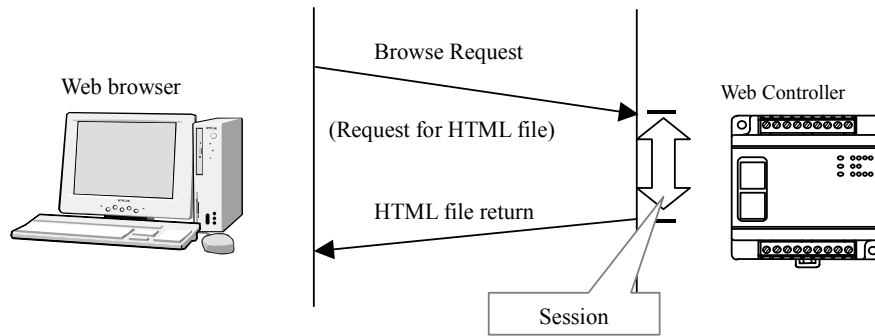 Browse Request
Web browser
Web Controller
(Request for HTML file)
HTML file return
Session